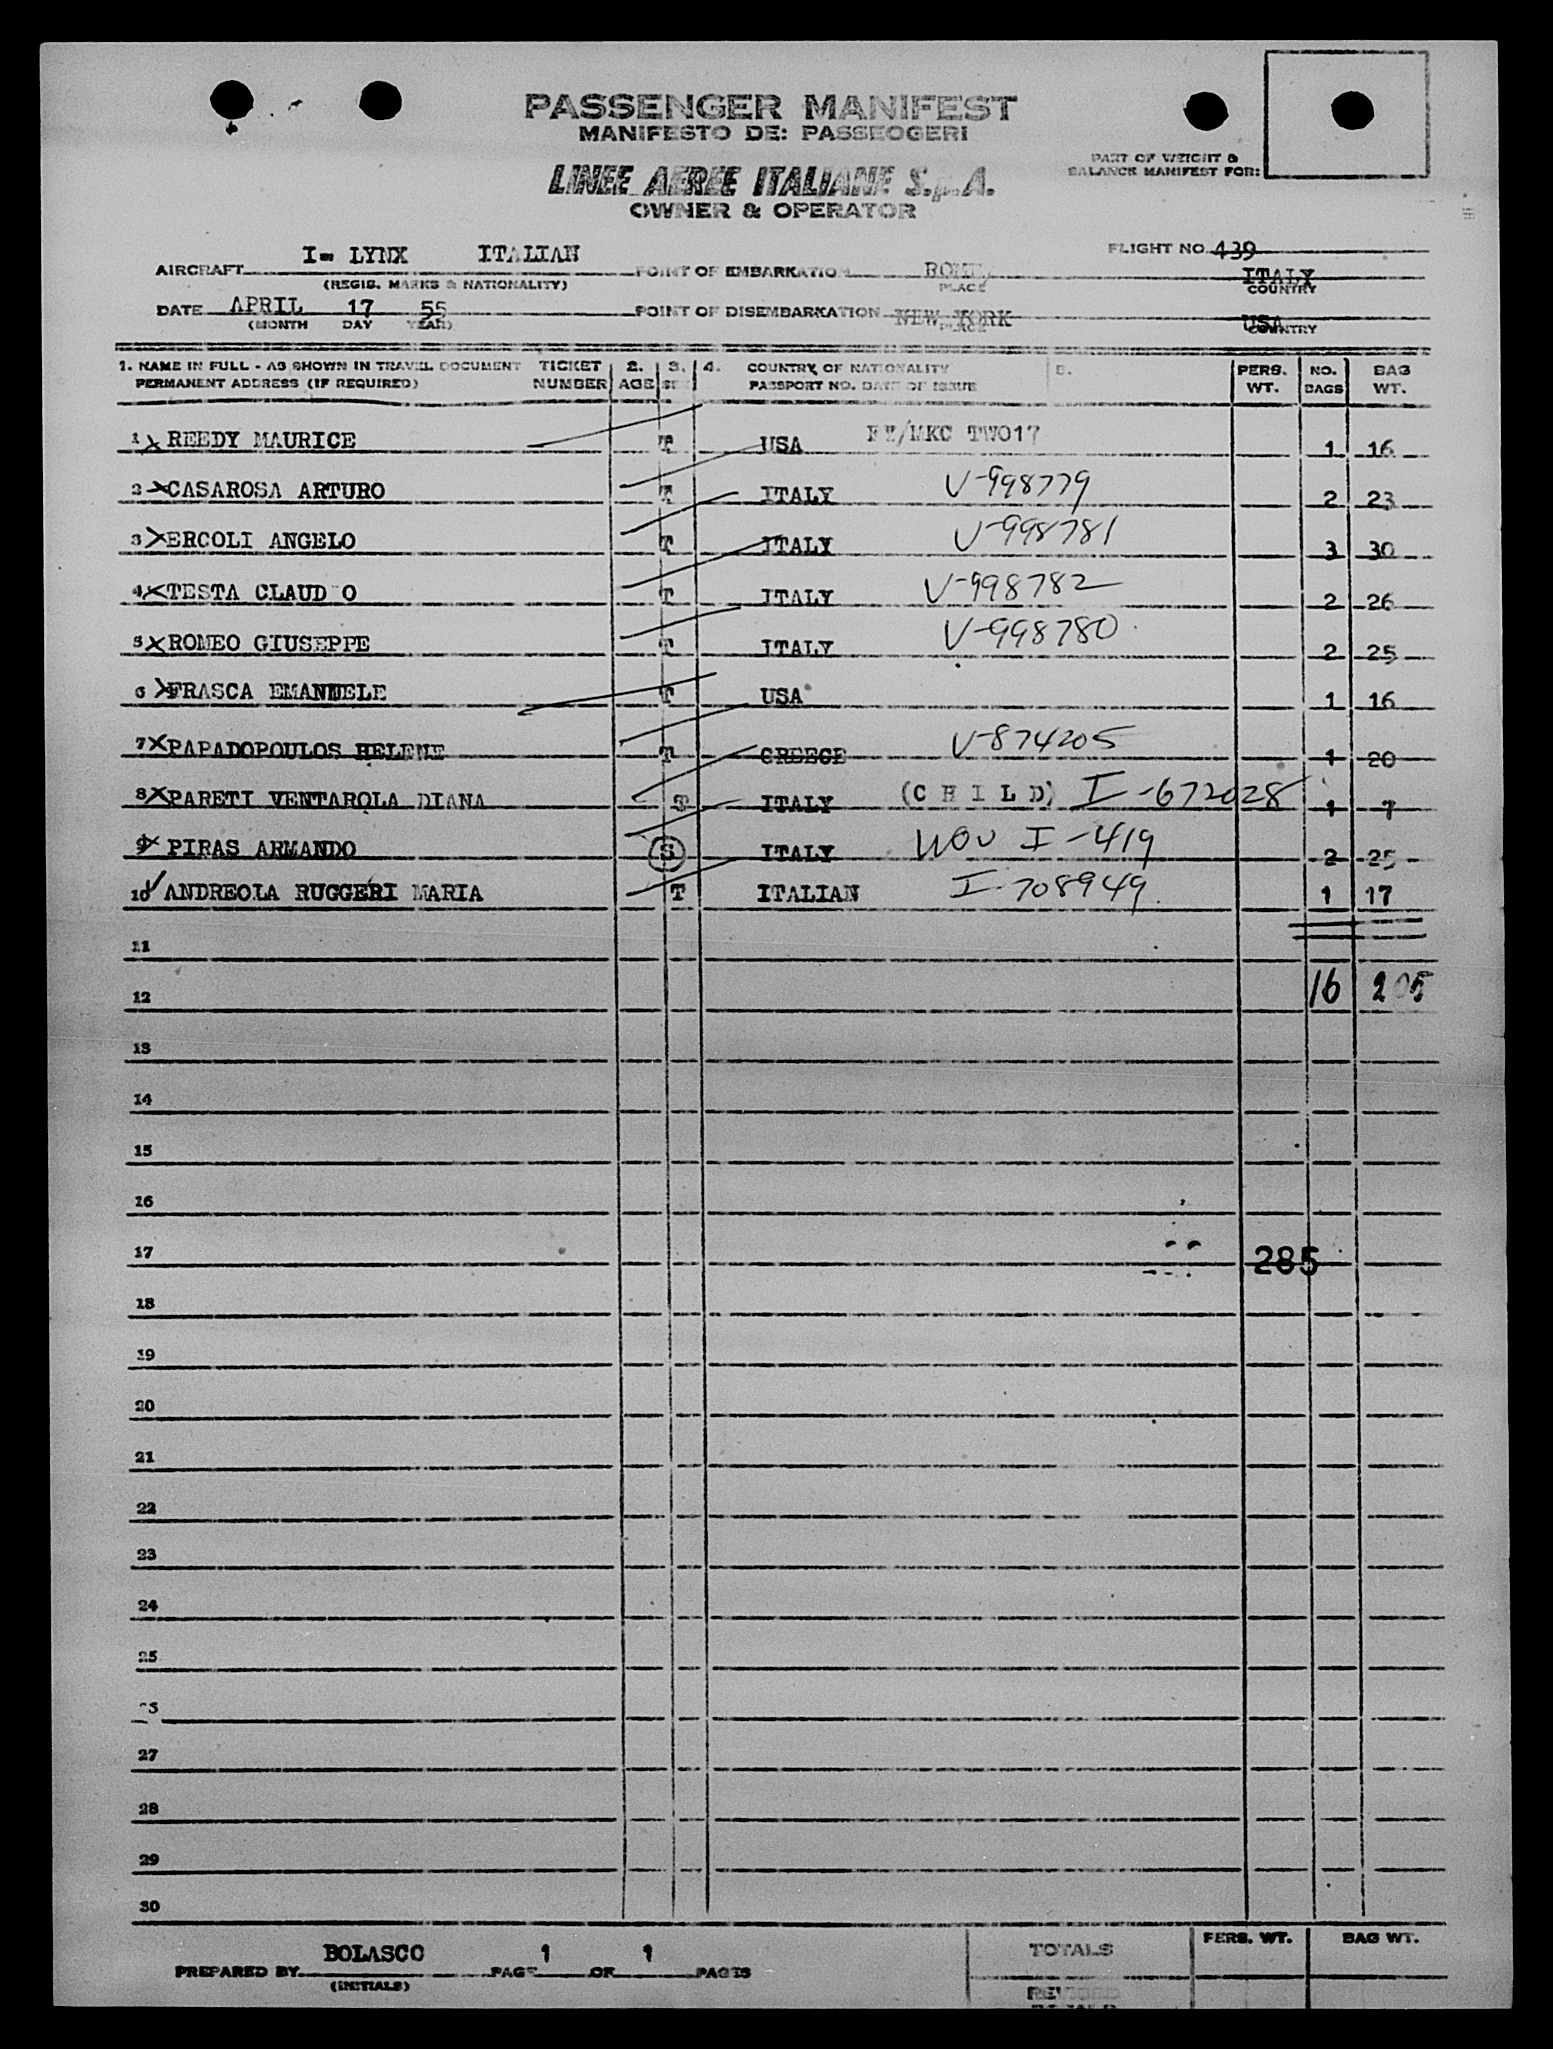 PASSENGER MANIFEST
MANIFESTO DE: PASSEOGERI
LINEE AEREE ITALIANE S.p.A.
OWNER & OPERATOR
PART OF WEIGHT &
BALANCE MANIFEST FOR:
FLIGHT NO. 439
AIRCRAFT I- LYNX ITALIAN POINT OF EMBARKATION ROME ITALY
(REGIS. MARKS & NATIONALITY) PLACE COUNTRY
DATE APRIL 17 55 POINT OF DISEMBARKATION NEW YORK USA
(MONTH DAY YEAR) PLACE COUNTRY
1. NAME IN FULL - AS SHOWN IN TRAVEL DOCUMENT TICKET 2. 3. 4. COUNTRY OF NATIONALITY 5. PERS. NO. BAG
PERMANENT ADDRESS (IF REQUIRED) NUMBER AGE SEX PASSPORT NO. DATE OF ISSUE WT. BAGS WT.
1 x REEDY MAURICE T USA /MKC TWO17 1 16
2 x CASAROSA ARTURO T ITALY V-998779 2 23
3 x ERCOLI ANGELO T ITALY V-998781 3 30
4 x TESTA CLAUD O T ITALY V-998782 2 26
5 x ROMEO GIUSEPPE T ITALY V-998780 2 25
6 x FRASCA EMANUELE T USA 1 16
7 x PAPADOPOULOS HELENE T GREECE V-874205 1 20
8 x PARETI VENTAROLA DIANA T ITALY (C H I L D) I-672028 1 7
9 x PIRAS ARMANDO S ITALY NOV I-419 2 25
10 ANDREOLA RUGGERI MARIA T ITALIAN I-708949 1 17
11
12 16 205
13
14
15
16
17 285
18
19
20
21
22
23
24
25
27
28
29
30
PREPARED BY BOLASCO PAGE 1 OF 1 PAGES TOTALS PERS. WT. BAG WT.
(INITIALS)
REVISED